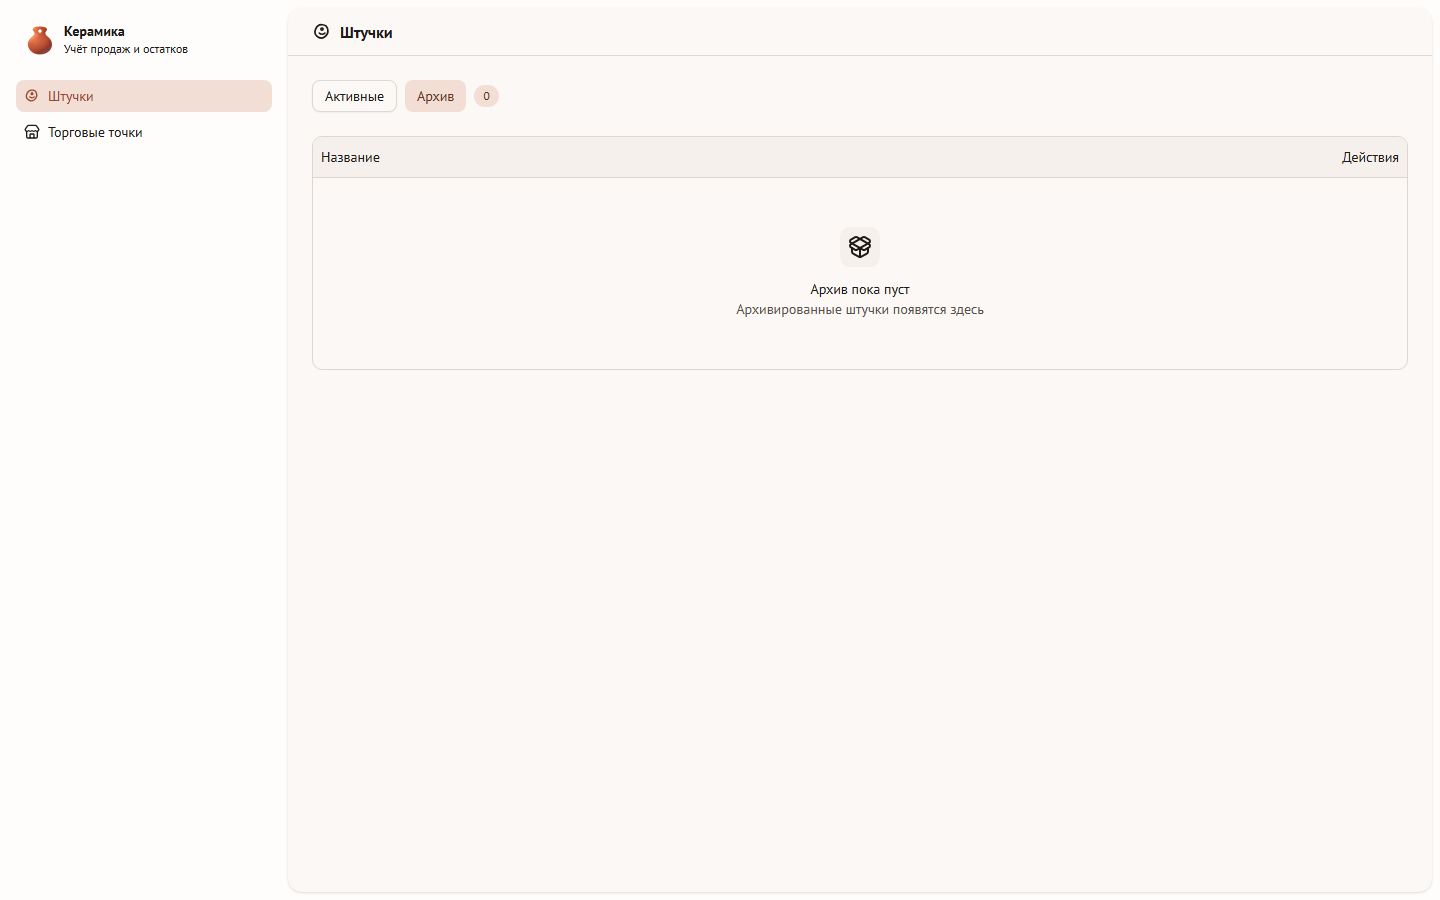 Керамика
Учёт продаж и остатков
Штучки
Торговые точки
Штучки
Активные
Архив
0
Название
Действия
Архив пока пуст
Архивированные штучки появятся здесь